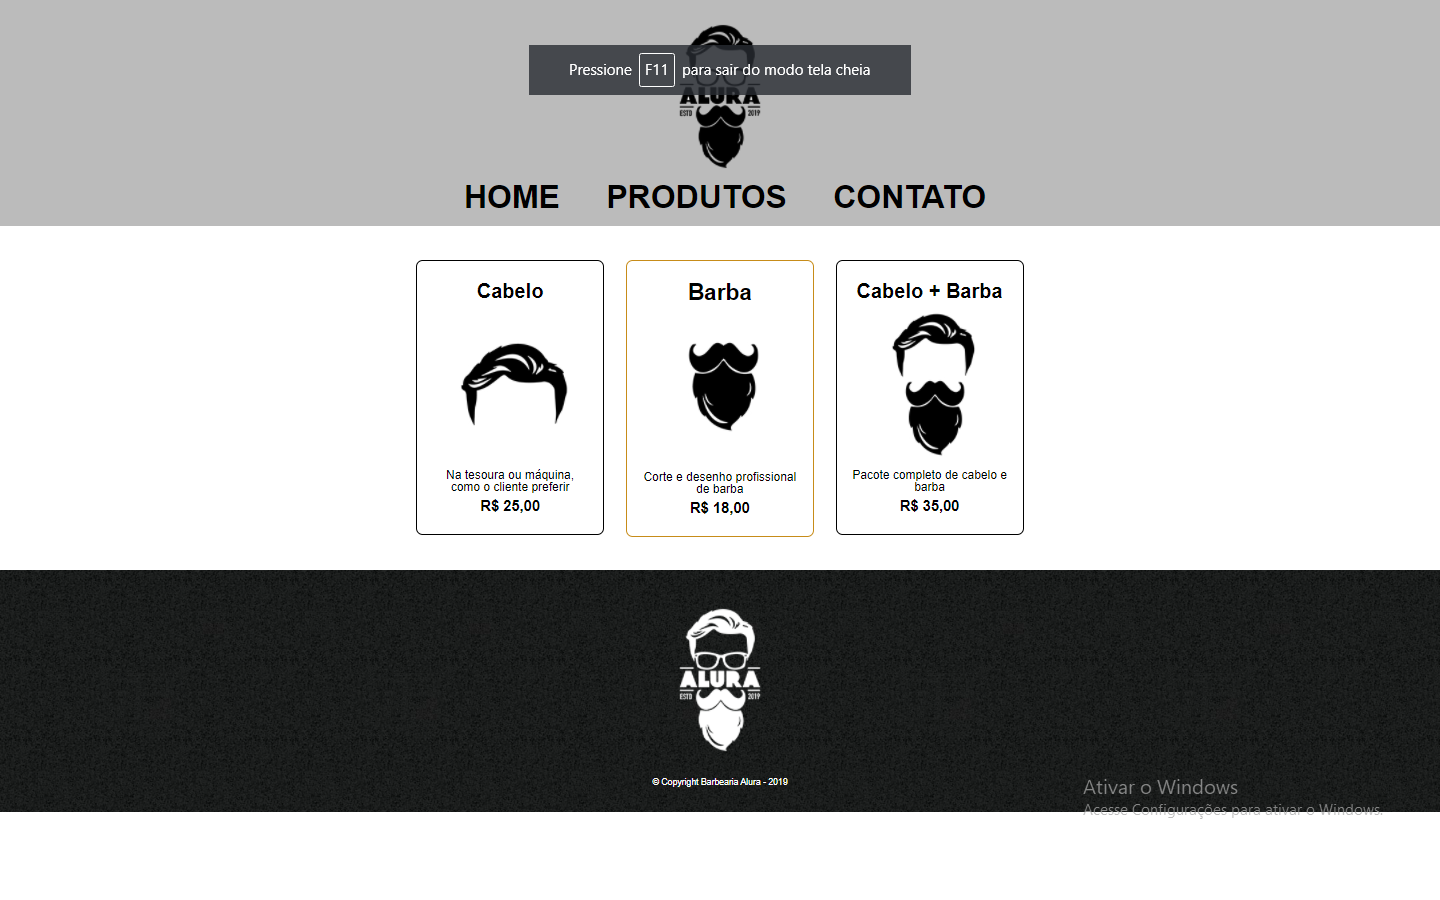 Pressione F11 para sair do modo tela cheia
ALURA
ESTD 2019
HOME PRODUTOS CONTATO
Cabelo
Na tesoura ou máquina,
como o cliente preferir
R$ 25,00
Barba
Corte e desenho profissional
de barba
R$ 18,00
Cabelo + Barba
Pacote completo de cabelo e
barba
R$ 35,00
ALURA
ESTD 2019
© Copyright Barbearia Alura - 2019
Ativar o Windows
Acesse Configurações para ativar o Windows.